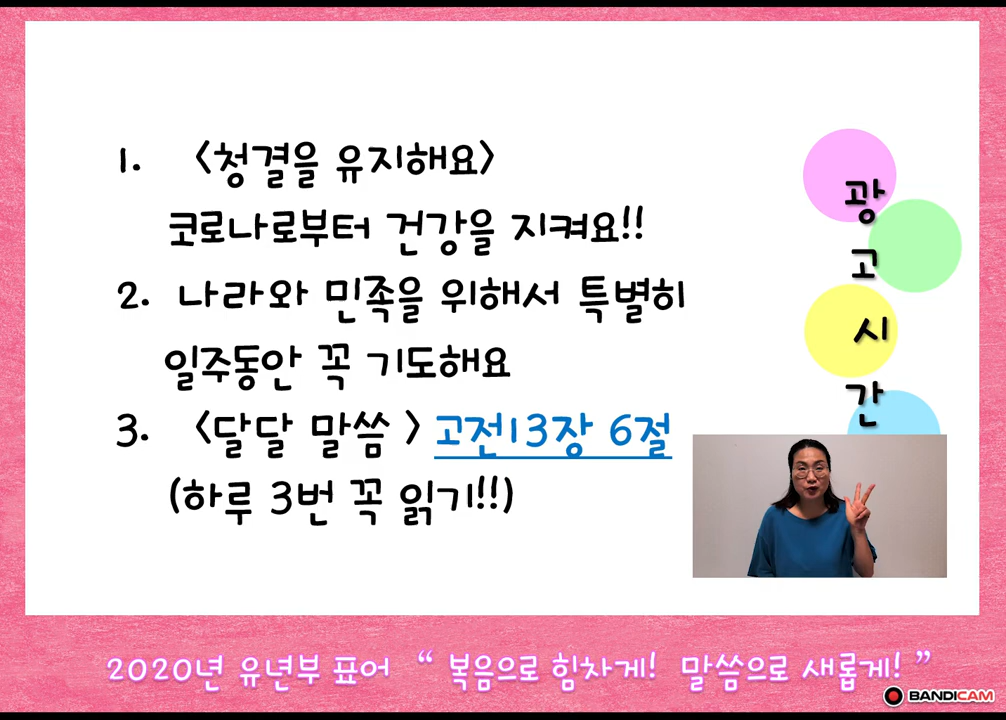 1. <청결을 유지해요>
코로나로부터 건강을 지켜요!!
2. 나라와 민족을 위해서 특별히
일주동안 꼭 기도해요
3. <달달 말씀 > 고전13장 6절
(하루 3번 꼭 읽기!!)
광고시간
2020년 유년부 표어 “ 복음으로 힘차게! 말씀으로 새롭게! ”
BANDICAM